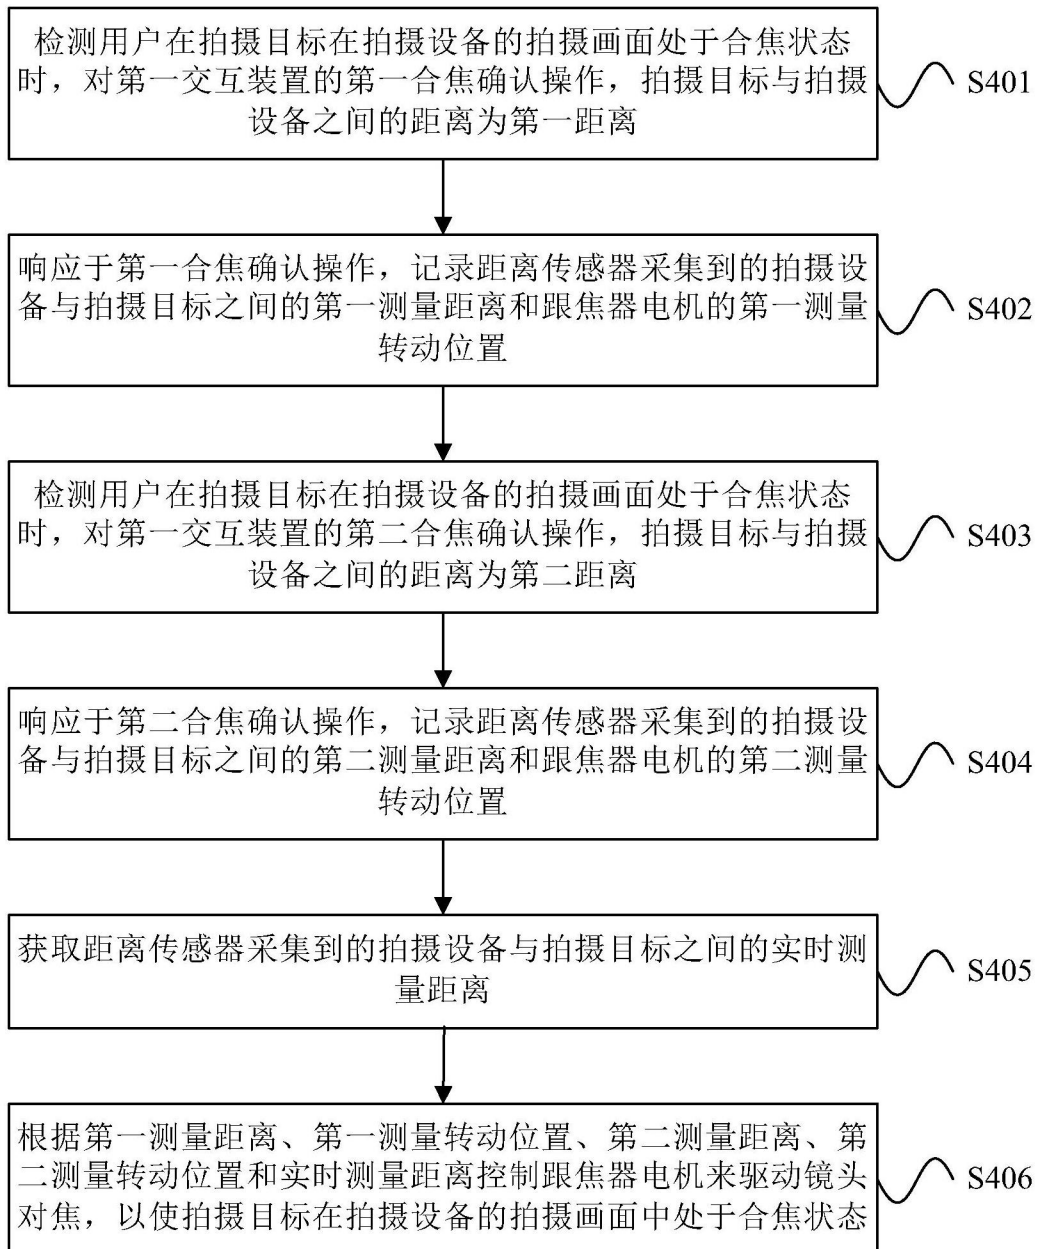 检测用户在拍摄目标在拍摄设备的拍摄画面处于合焦状态
时，对第一交互装置的第一合焦确认操作，拍摄目标与拍摄
设备之间的距离为第一距离
S401
响应于第一合焦确认操作，记录距离传感器采集到的拍摄设
备与拍摄目标之间的第一测量距离和跟焦器电机的第一测量
转动位置
S402
检测用户在拍摄目标在拍摄设备的拍摄画面处于合焦状态
时，对第一交互装置的第二合焦确认操作，拍摄目标与拍摄
设备之间的距离为第二距离
S403
响应于第二合焦确认操作，记录距离传感器采集到的拍摄设
备与拍摄目标之间的第二测量距离和跟焦器电机的第二测量
转动位置
S404
获取距离传感器采集到的拍摄设备与拍摄目标之间的实时测
量距离
S405
根据第一测量距离、第一测量转动位置、第二测量距离、第
二测量转动位置和实时测量距离控制跟焦器电机来驱动镜头
对焦，以使拍摄目标在拍摄设备的拍摄画面中处于合焦状态
S406